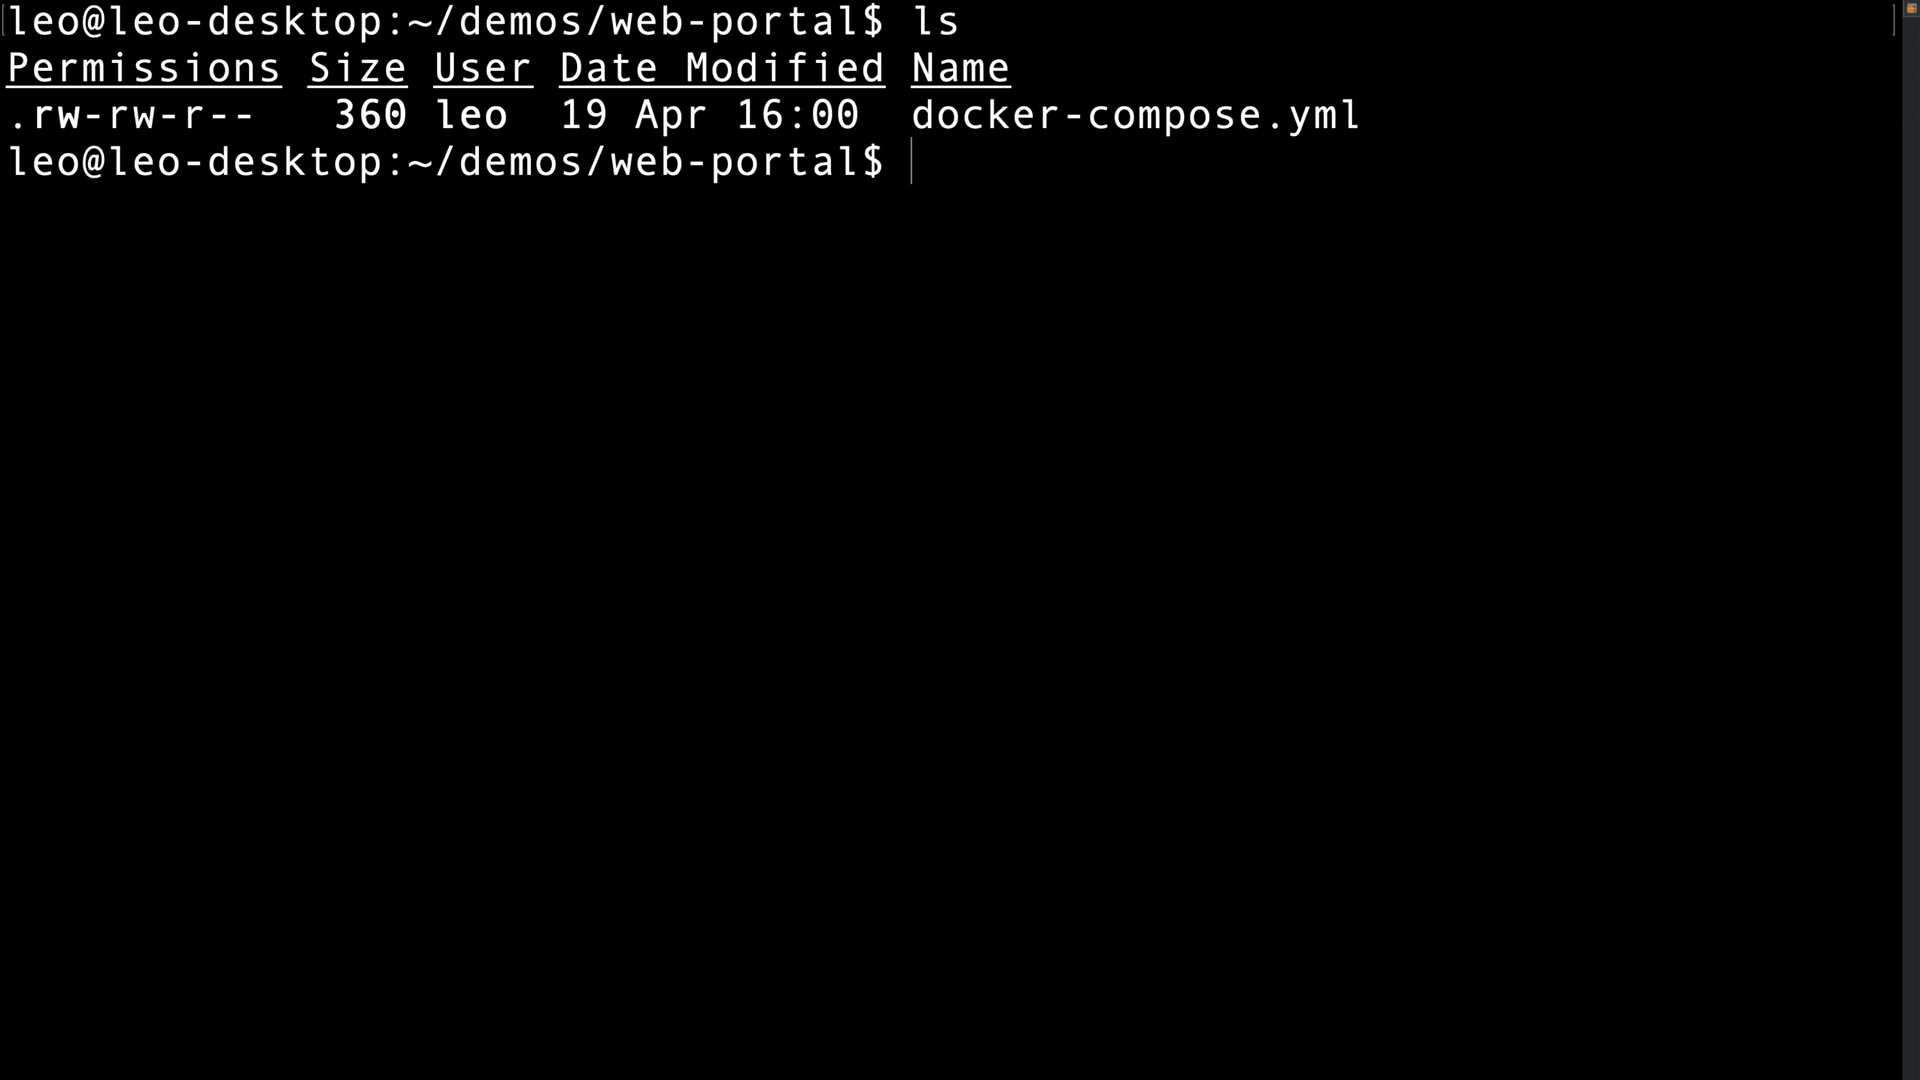 leo@leo-desktop:~/demos/web-portal$ ls
Permissions Size User Date Modified Name
.rw-rw-r-- 360 leo 19 Apr 16:00 docker-compose.yml
leo@leo-desktop:~/demos/web-portal$